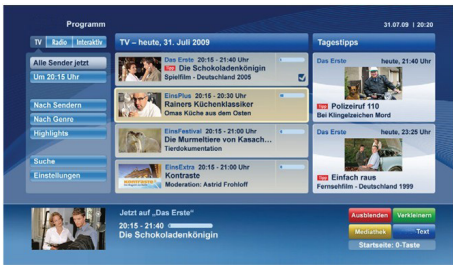 Programm
31.07.09 | 20:20
TV Radio Interaktiv
Alle Sender jetzt
Um 20:15 Uhr
Nach Sendern
Nach Genre
Highlights
Suche
Einstellungen
TV – heute, 31. Juli 2009
Das Erste 20:15 - 21:40 Uhr
Tipp Die Schokoladenkönigin
Spielfilm - Deutschland 2005
EinsPlus 20:15 - 20:30 Uhr
Rainers Küchenklassiker
Omas Küche aus dem Osten
EinsFestival 20:15 - 21:00 Uhr
Die Murmeltiere von Kasach...
Tierdokumentation
EinsExtra 20:15 - 21:00 Uhr
Kontraste
Moderation: Astrid Frohloff
Tagestipps
Das Erste heute, 21:40 Uhr
Tipp Polizeiruf 110
Bei Klingelzeichen Mord
Das Erste heute, 23:25 Uhr
Tipp Einfach raus
Fernsehfilm - Deutschland 1999
Jetzt auf „Das Erste“
20:15 - 21:40
Die Schokoladenkönigin
Ausblenden Verkleinern
Mediathek Text
Startseite: 0-Taste